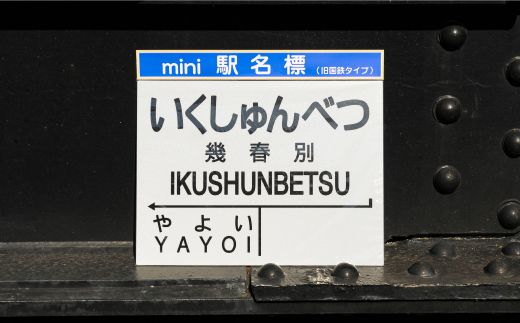 mini 駅名標（旧国鉄タイプ）
いくしゅんべつ
幾春別
IKUSHUNBETSU
やよい
YAYOI